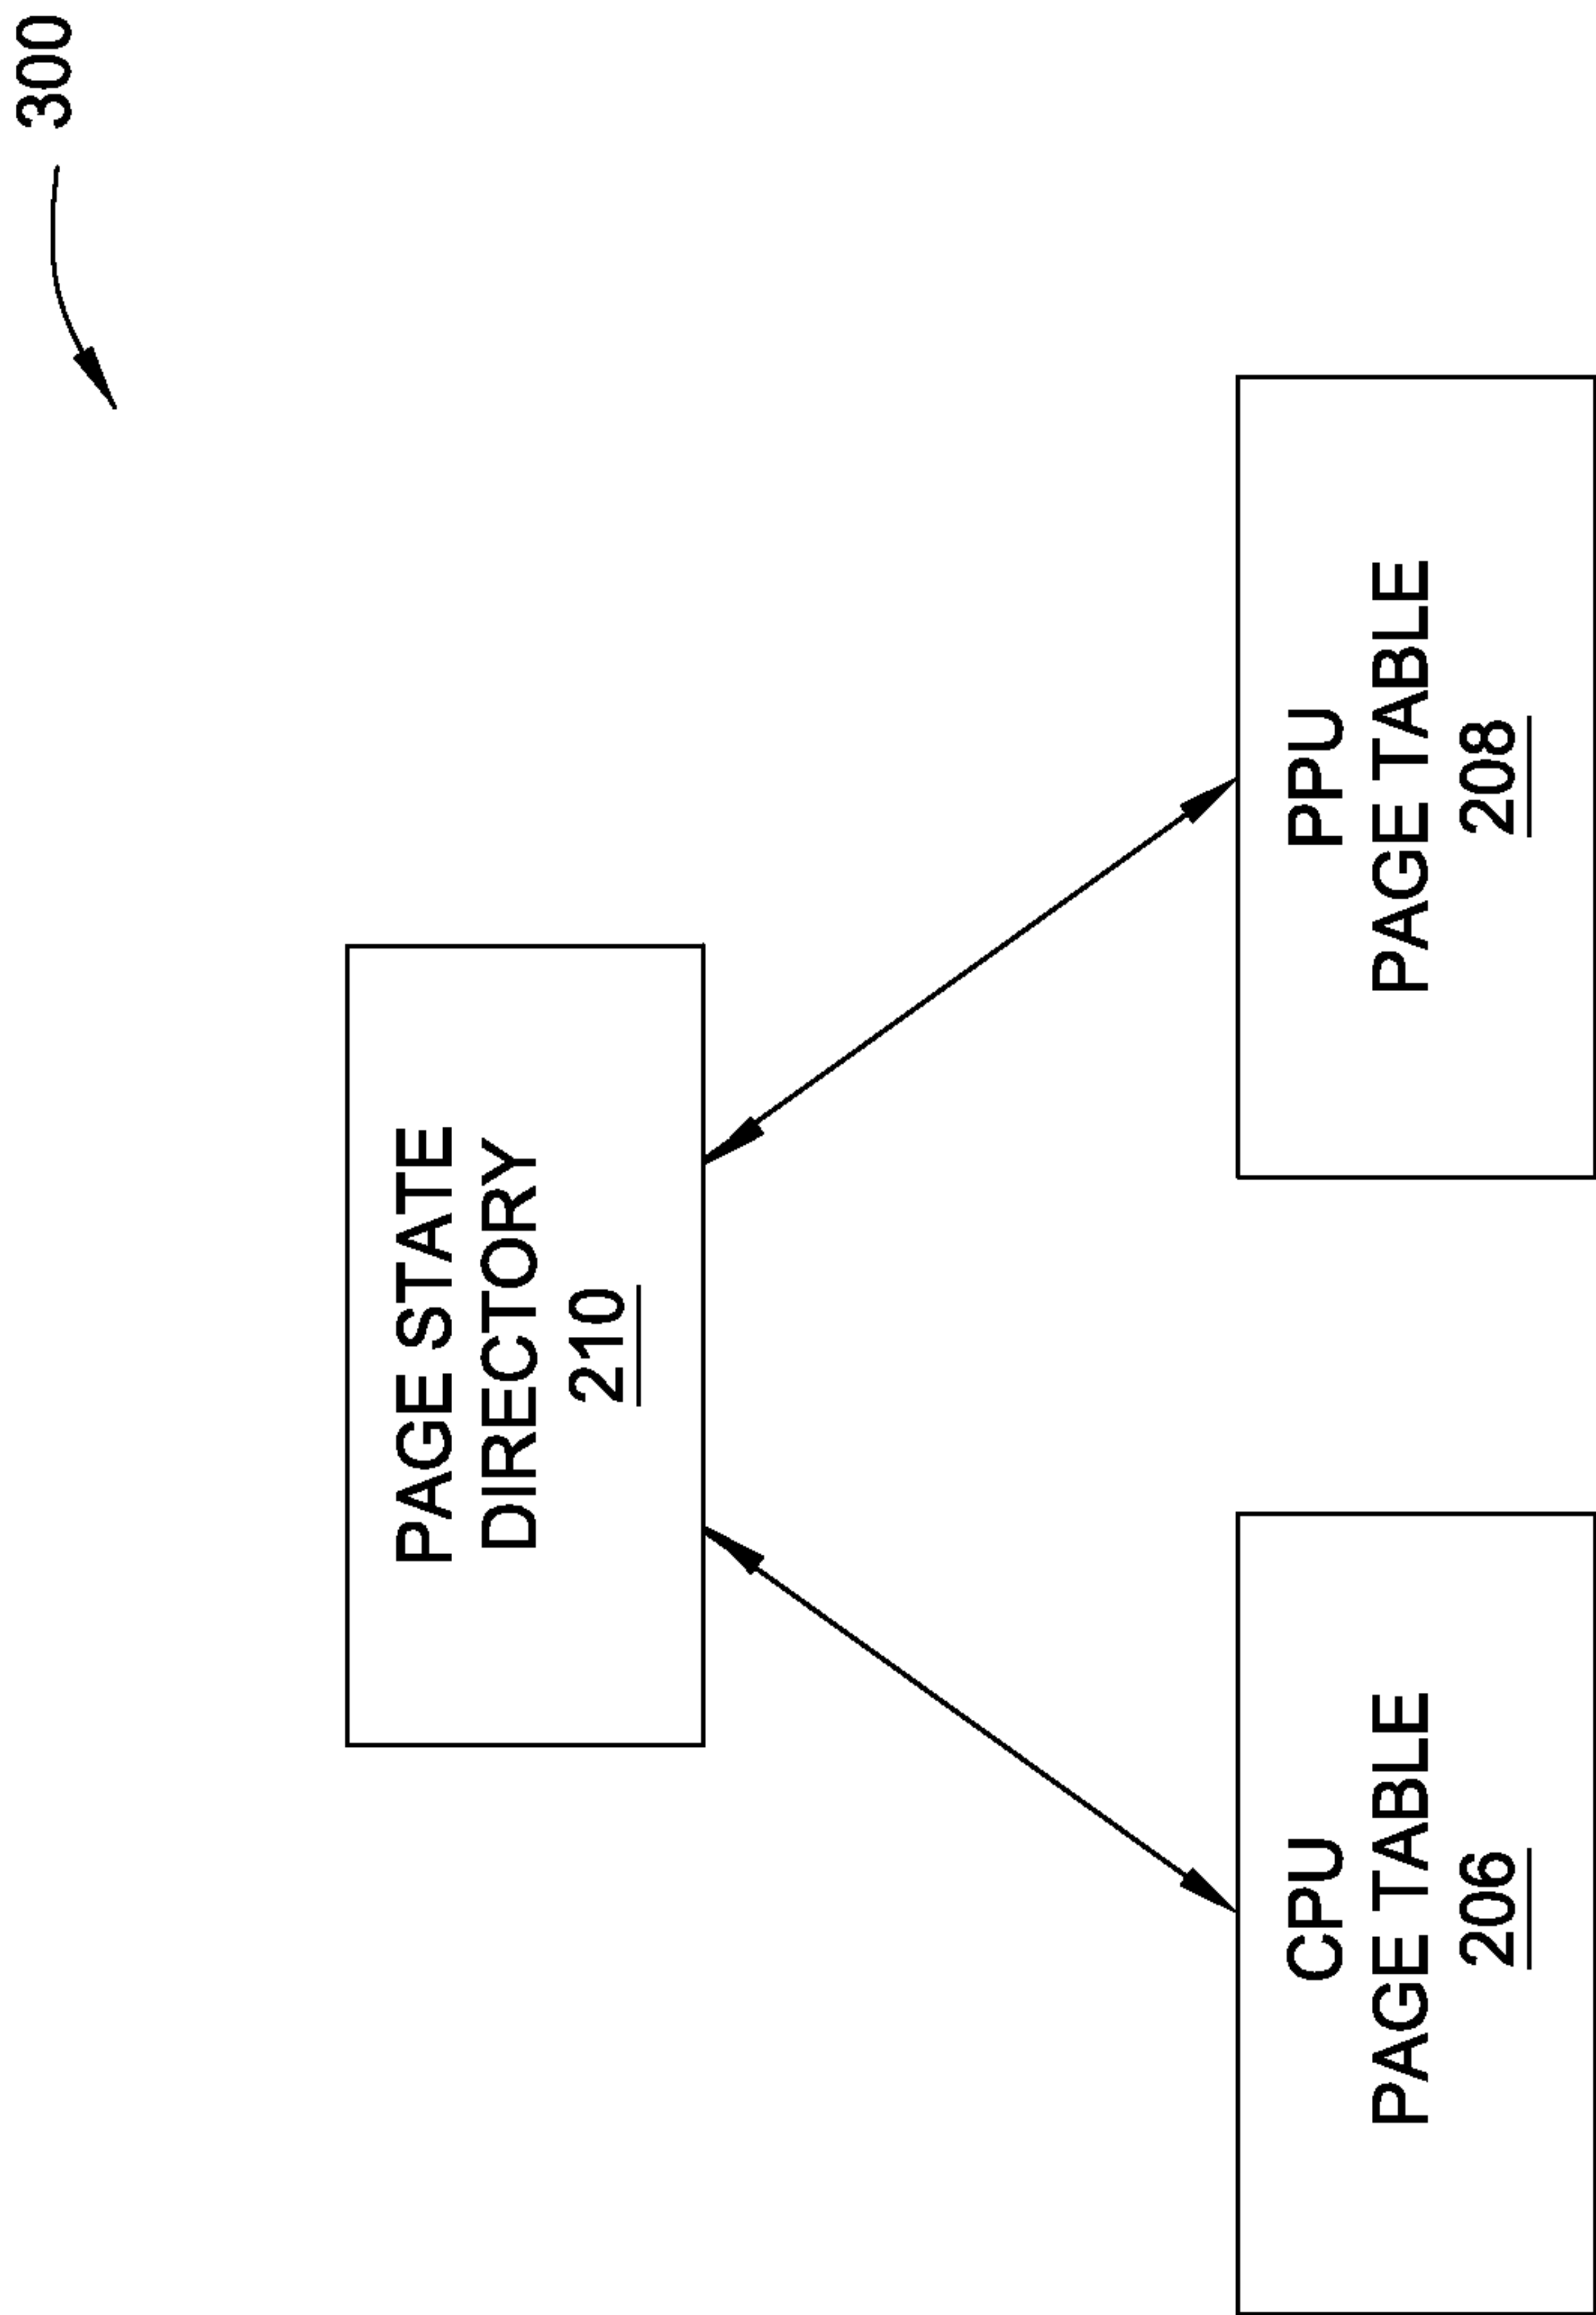 300
PAGE STATE
DIRECTORY
210
CPU
PAGE TABLE
206
PPU
PAGE TABLE
208